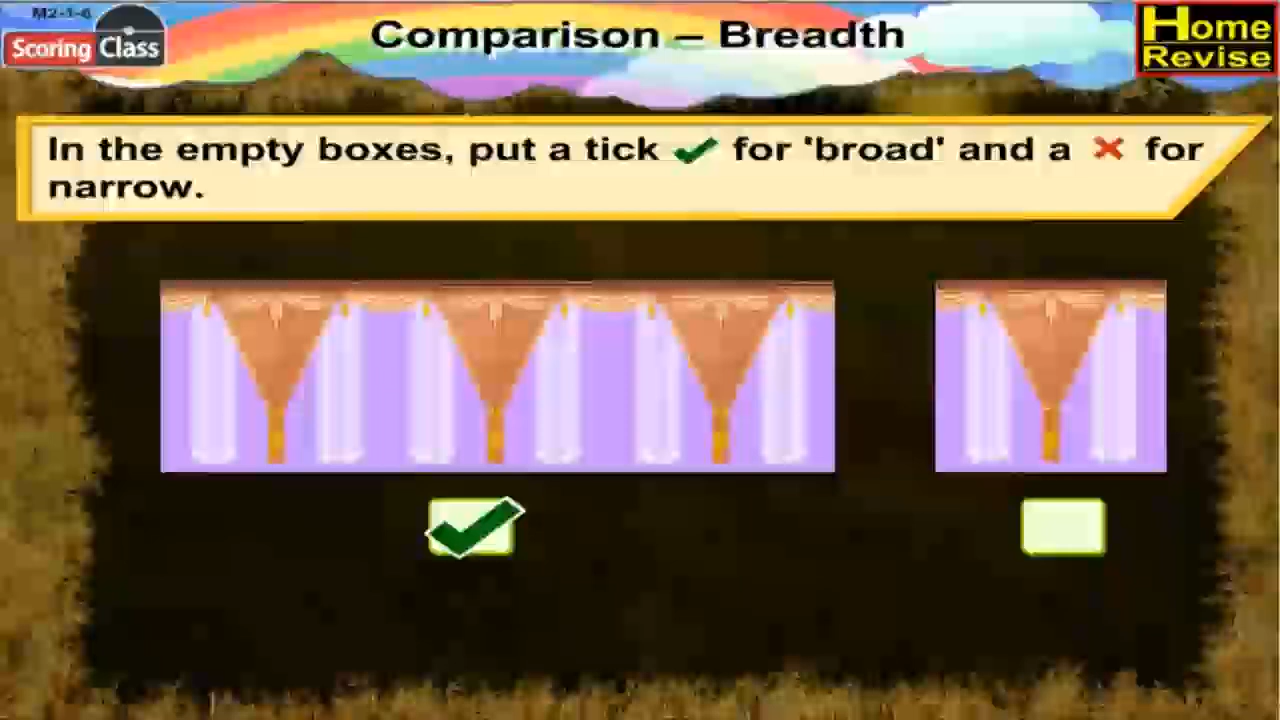 M2-1-6
Scoring Class
Comparison – Breadth
Home
Revise
In the empty boxes, put a tick ✔ for 'broad' and a ✕ for
narrow.